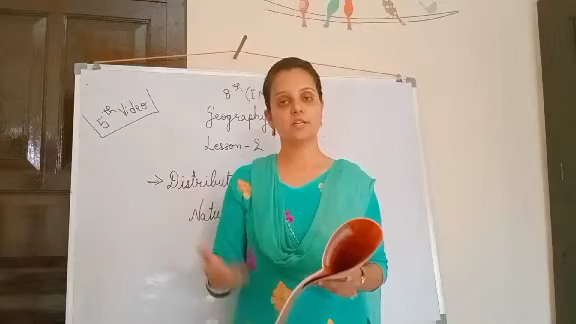 5th Video
8th (
Geography
Lesson - 2
→ Distribut
Natu